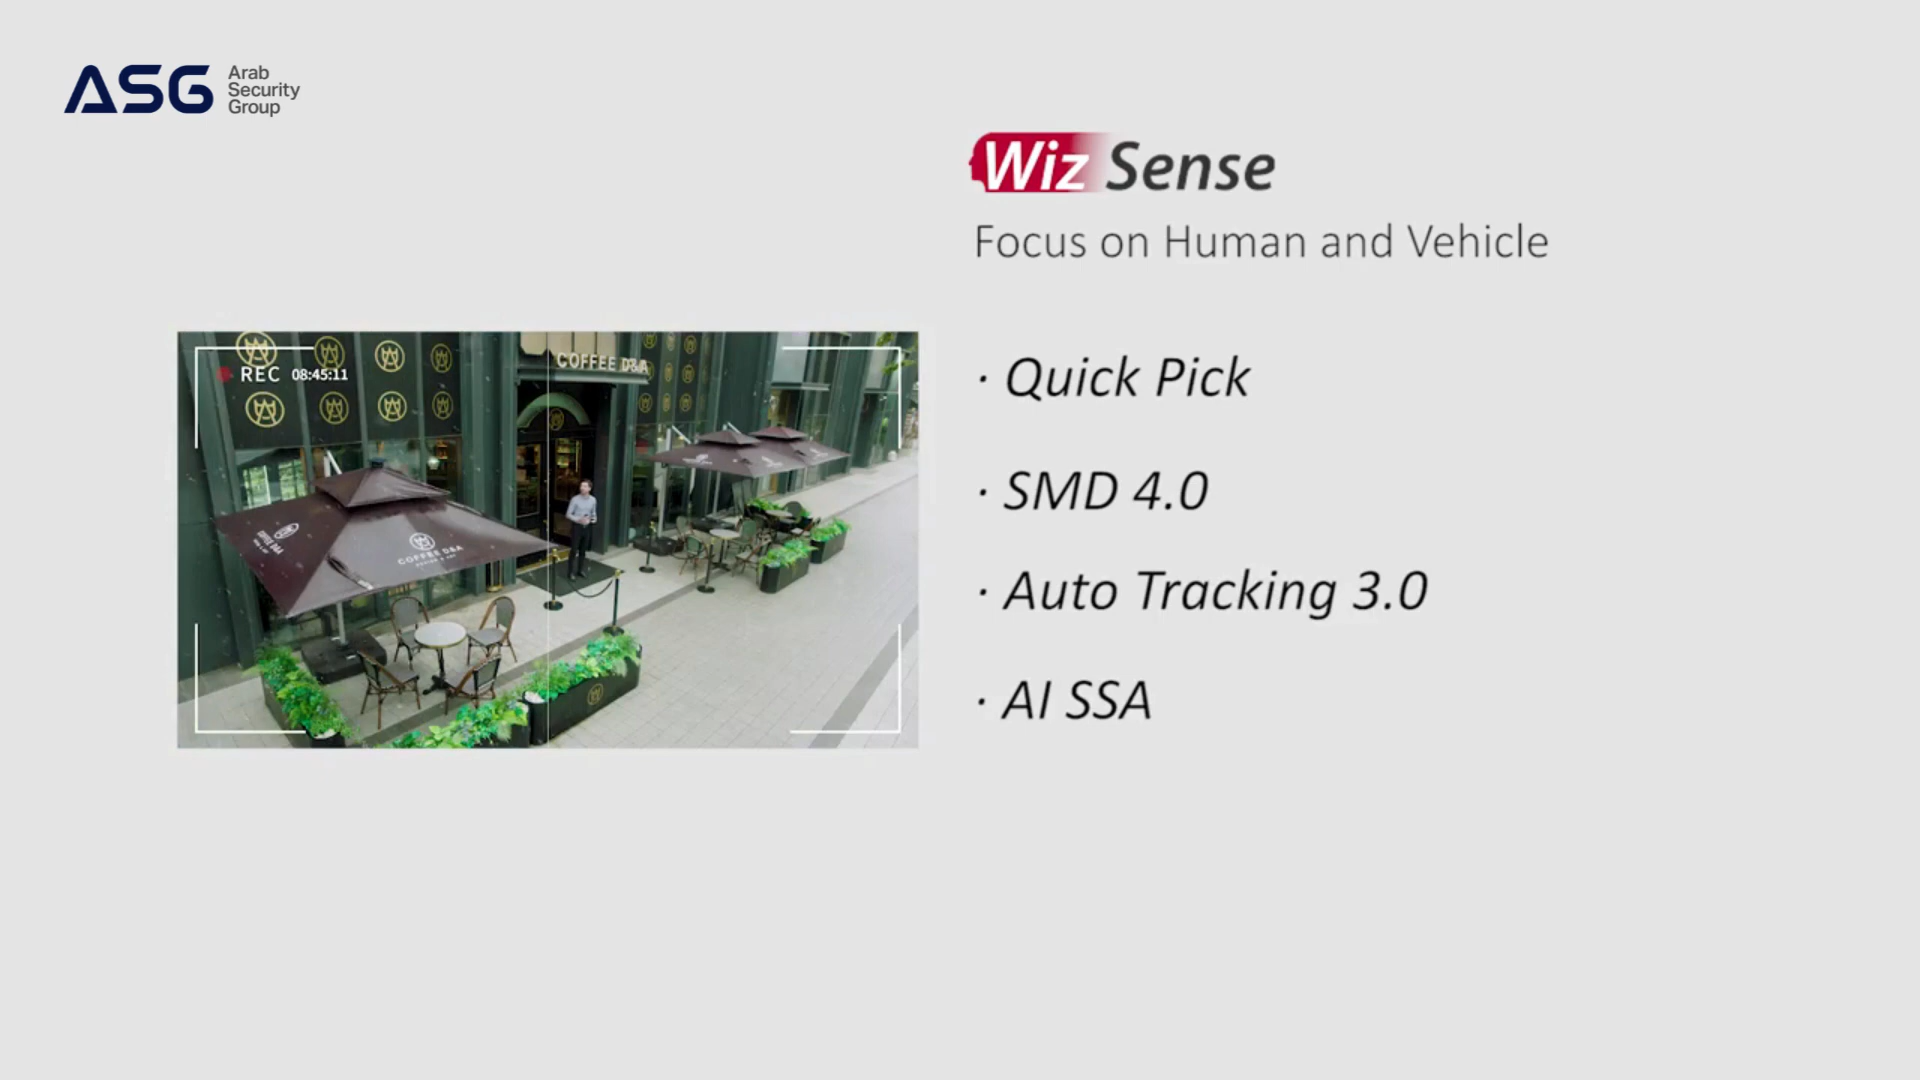 ASG
Arab
Security
Group
Wiz Sense
Focus on Human and Vehicle
REC 08:45:11
COFFEE D&A
COFFEE D&A
· Quick Pick
· SMD 4.0
· Auto Tracking 3.0
· AI SSA